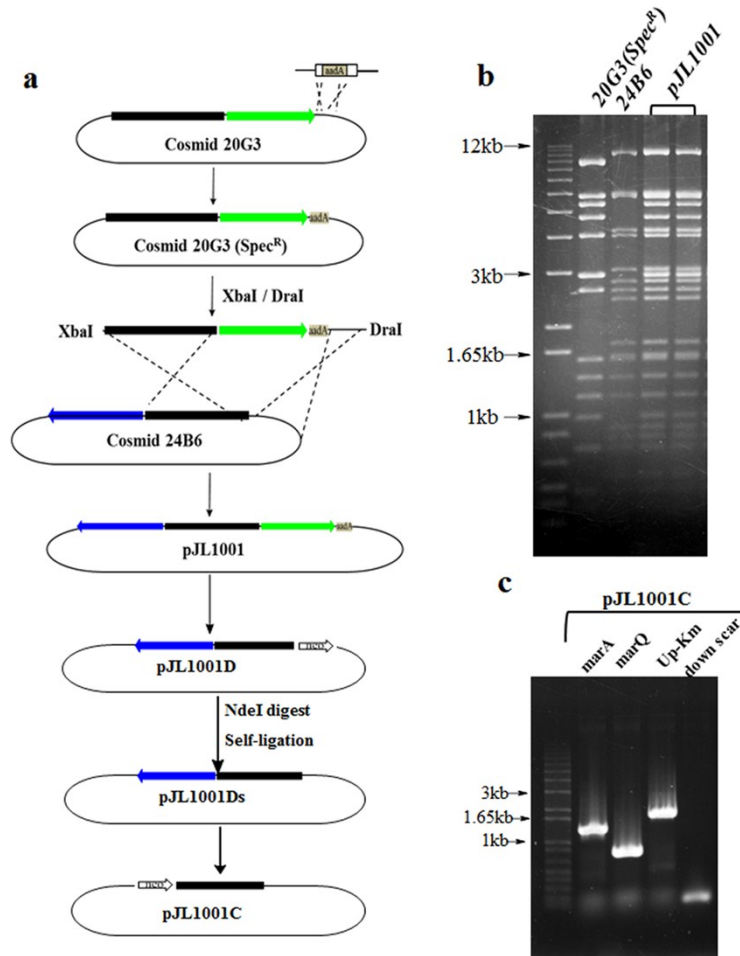 a
aadA
Cosmid 20G3
aadA
Cosmid 20G3 (Spec^R)
XbaI / DraI
XbaI
aadA
DraI
Cosmid 24B6
aadA
pJL1001
neo
pJL1001D
NdeI digest
Self-ligation
pJL1001Ds
neo
pJL1001C
b
20G3(Spec^R)
24B6
pJL1001
12kb
3kb
1.65kb
1kb
c
pJL1001C
marA
marQ
Up-Km
down scar
3kb
1.65kb
1kb